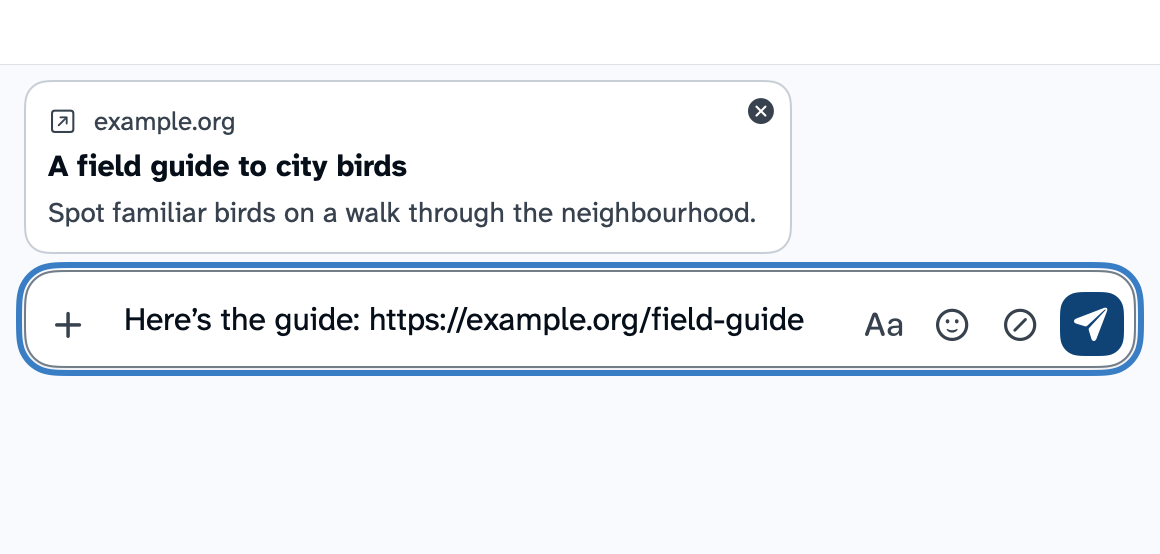 example.org
A field guide to city birds
Spot familiar birds on a walk through the neighbourhood.
Here’s the guide: https://example.org/field-guide
Aa